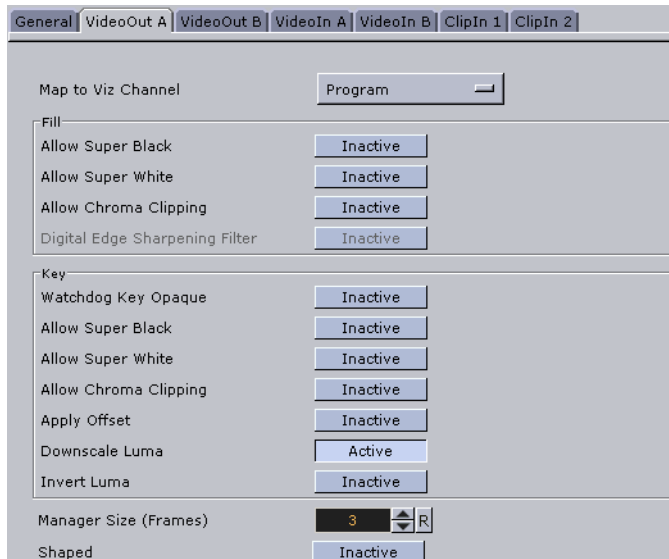 General VideoOut A VideoOut B VideoIn A VideoIn B ClipIn 1 ClipIn 2
Map to Viz Channel Program
Fill
Allow Super Black Inactive
Allow Super White Inactive
Allow Chroma Clipping Inactive
Digital Edge Sharpening Filter Inactive
Key
Watchdog Key Opaque Inactive
Allow Super Black Inactive
Allow Super White Inactive
Allow Chroma Clipping Inactive
Apply Offset Inactive
Downscale Luma Active
Invert Luma Inactive
Manager Size (Frames) 3 R
Shaped Inactive